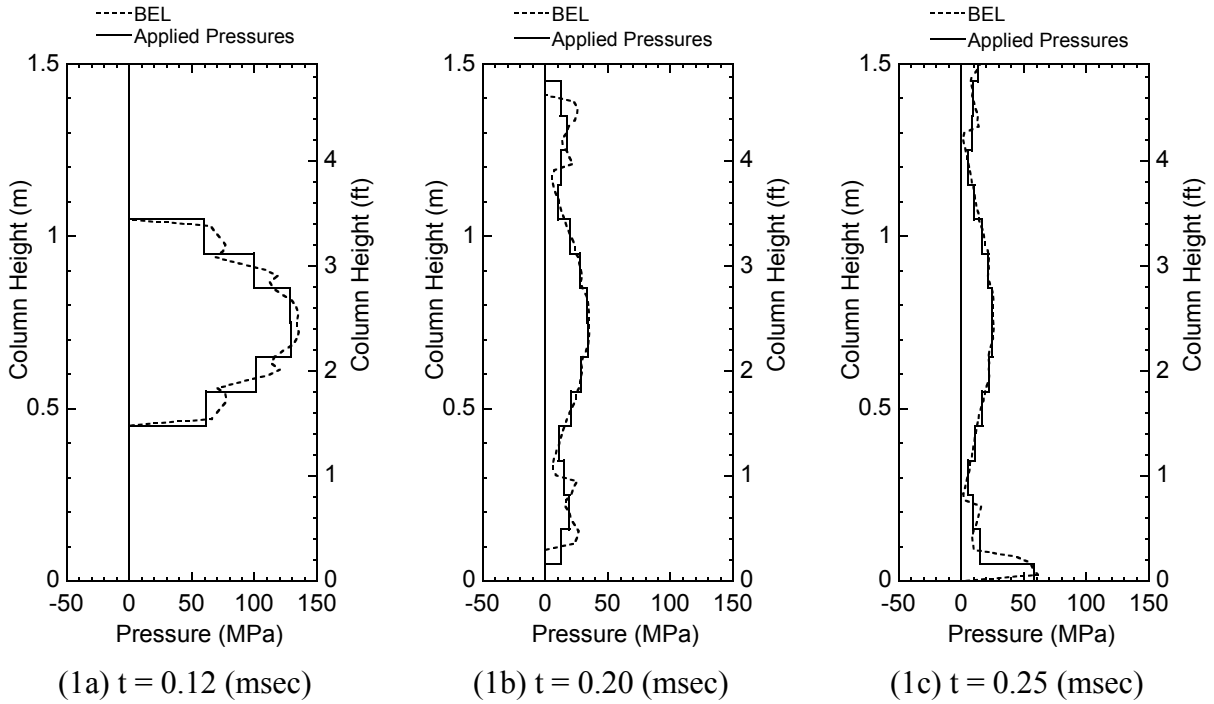 BEL
Applied Pressures
1.5
1
0.5
0
Column Height (m)
4
3
2
1
0
Column Height (ft)
-50 0 50 100 150
Pressure (MPa)
(1a) t = 0.12 (msec)
BEL
Applied Pressures
1.5
1
0.5
0
Column Height (m)
4
3
2
1
0
Column Height (ft)
-50 0 50 100 150
Pressure (MPa)
(1b) t = 0.20 (msec)
BEL
Applied Pressures
1.5
1
0.5
0
Column Height (m)
4
3
2
1
0
Column Height (ft)
-50 0 50 100 150
Pressure (MPa)
(1c) t = 0.25 (msec)